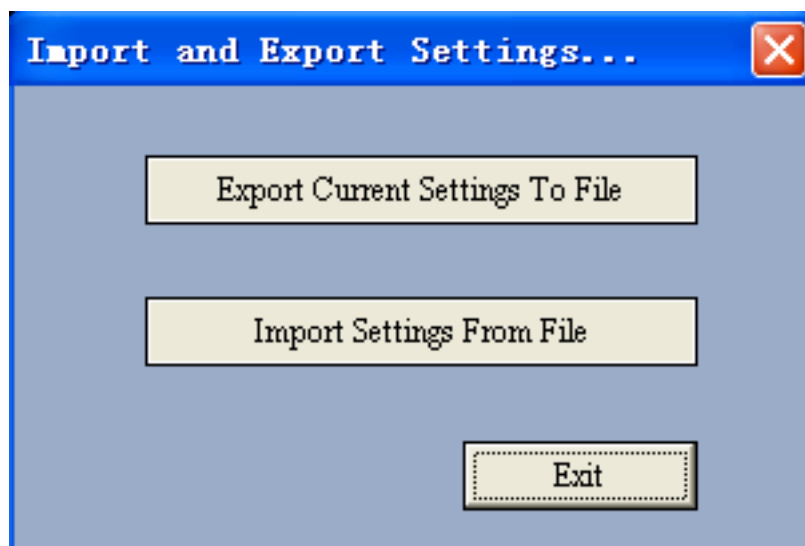 Import and Export Settings...
Export Current Settings To File
Import Settings From File
Exit